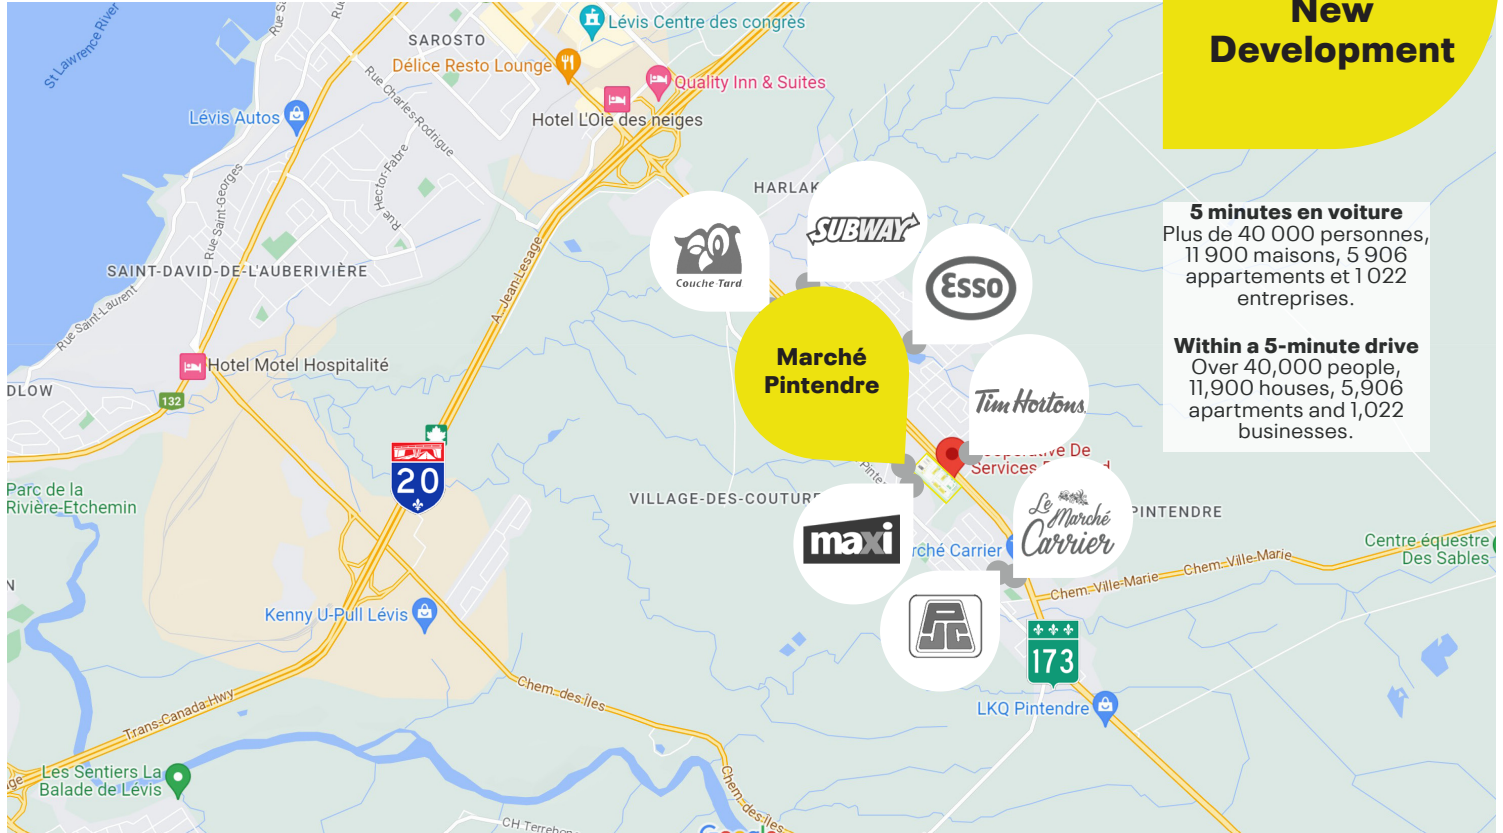 New
Development
5 minutes en voiture
Plus de 40 000 personnes,
11 900 maisons, 5 906
appartements et 1 022
entreprises.
Within a 5-minute drive
Over 40,000 people,
11,900 houses, 5,906
apartments and 1,022
businesses.
St Lawrence River
SAROSTO
Lévis Centre des congrès
Délice Resto Lounge
Quality Inn & Suites
Hotel L'Oie des neiges
Lévis Autos
Rue Charles-Rodrigue
Rue Hector-Fabre
Rue Saint-Georges
HARLAK
SUBWAY
Couche-Tard
Esso
SAINT-DAVID-DE-L'AUBERIVIÈRE
A. Jean-Lesage
Rue Saint-Laurent
Marché
Pintendre
Hotel Motel Hospitalité
DLOW
132
Tim Hortons
De
Services
20
Parc de la
Rivière-Etchemin
VILLAGE-DES-COUTUR
PINTENDRE
Le
Marché
Carrier
maxi
rché Carrier
Centre équestre
Des Sables
Chem. Ville-Marie
Chem. Ville-Marie
Kenny U-Pull Lévis
PJC
173
Chem. des Îles
LKQ Pintendre
Trans-Canada Hwy
Les Sentiers La
Balade de Lévis
Chem. des Îles